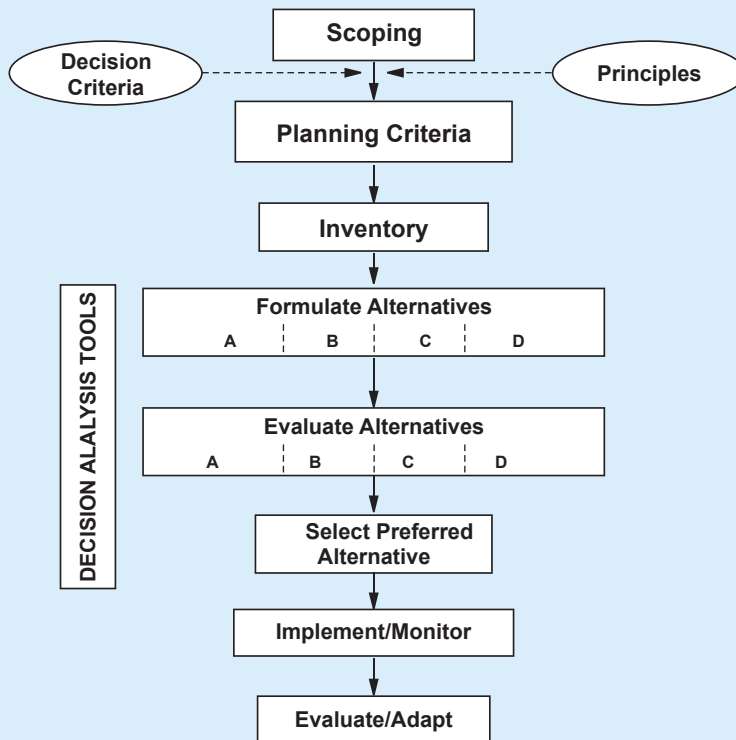 Scoping
Decision
Criteria
Principles
Planning Criteria
Inventory
DECISION ALALYSIS TOOLS
Formulate Alternatives
A B C D
Evaluate Alternatives
A B C D
Select Preferred
Alternative
Implement/Monitor
Evaluate/Adapt